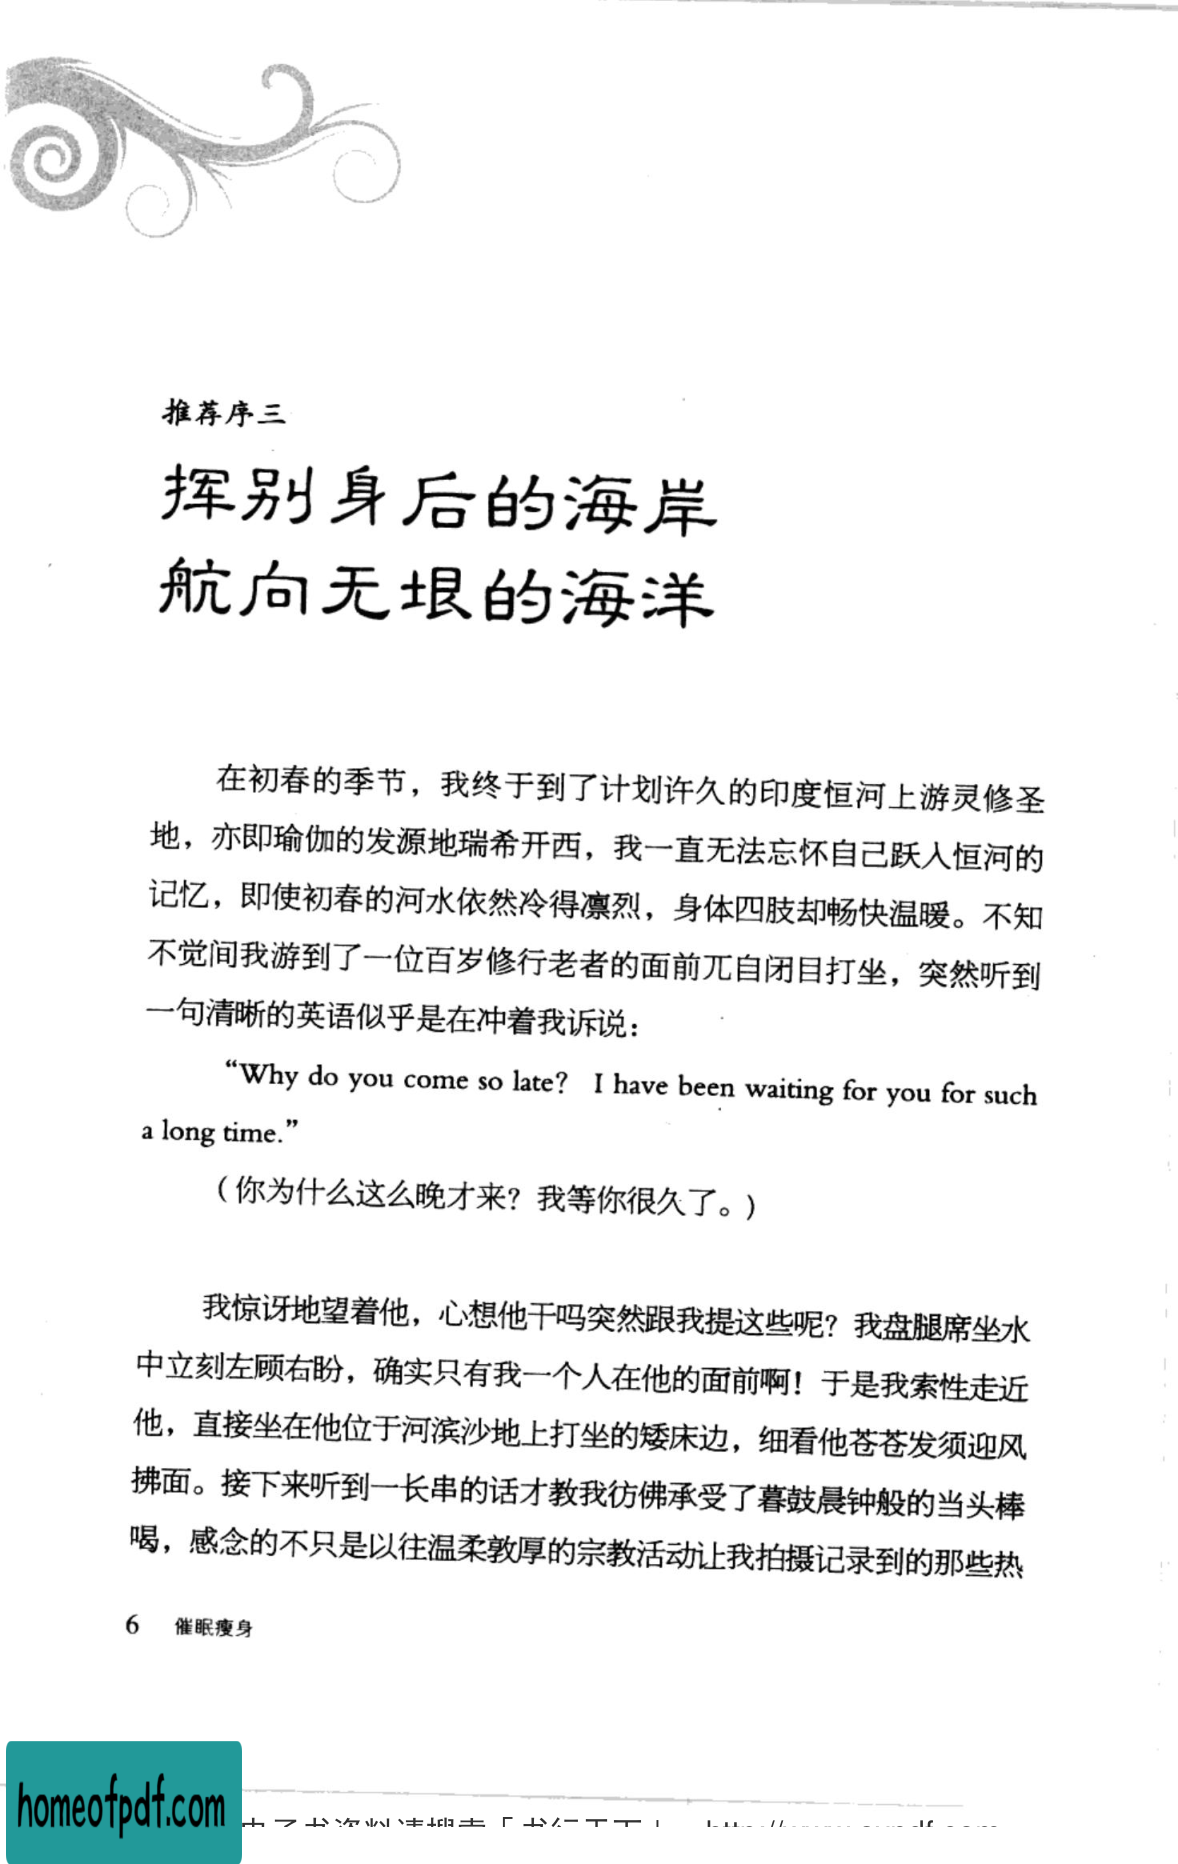 推荐序三
挥别身后的海岸
航向无垠的海洋
在初春的季节，我终于到了计划许久的印度恒河上游灵修圣
地，亦即瑜伽的发源地瑞希开西，我一直无法忘怀自己跃入恒河的
记忆，即使初春的河水依然冷得凛烈，身体四肢却畅快温暖。不知
不觉间我游到了一位百岁修行老者的面前兀自闭目打坐，突然听到
一句清晰的英语似乎是在冲着我诉说：
“Why do you come so late? I have been waiting for you for such
a long time.”
（你为什么这么晚才来？我等你很久了。）
我惊讶地望着他，心想他干吗突然跟我提这些呢？我盘腿席坐水
中立刻左顾右盼，确实只有我一个人在他的面前啊！于是我索性走近
他，直接坐在他位于河滨沙地上打坐的矮床边，细看他苍苍发须迎风
拂面。接下来听到一长串的话才教我彷佛承受了暮鼓晨钟般的当头棒
喝，感念的不只是以往温柔敦厚的宗教活动让我拍摄记录到的那些热
6 催眠瘦身
homeofpdf.com